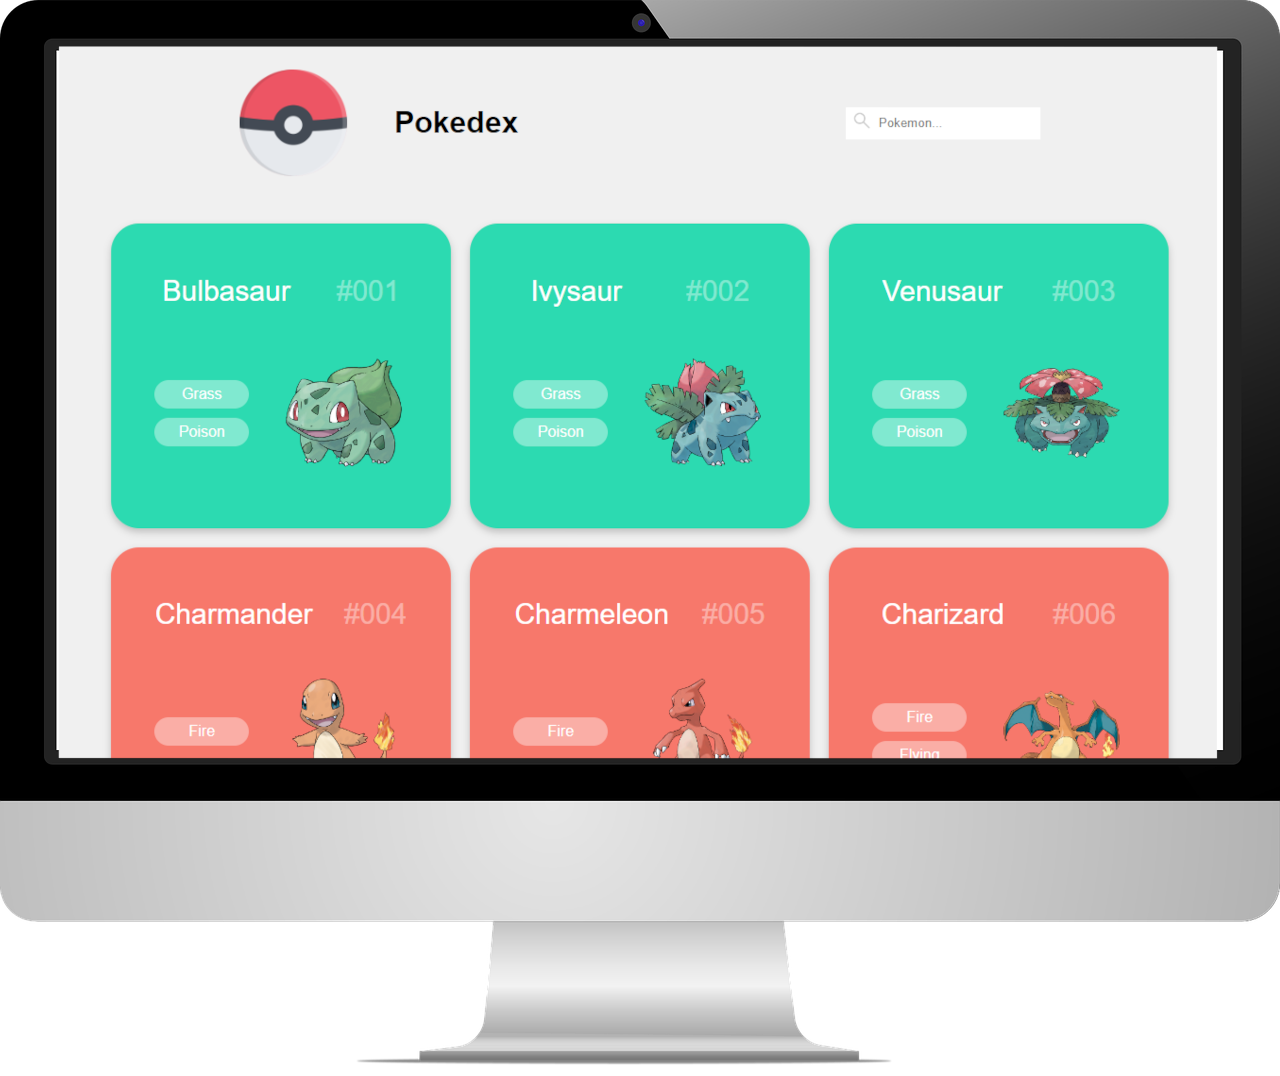 Pokedex
Pokemon...
Bulbasaur #001
Grass
Poison
Ivysaur #002
Grass
Poison
Venusaur #003
Grass
Poison
Charmander #004
Fire
Charmeleon #005
Fire
Charizard #006
Fire
Flying